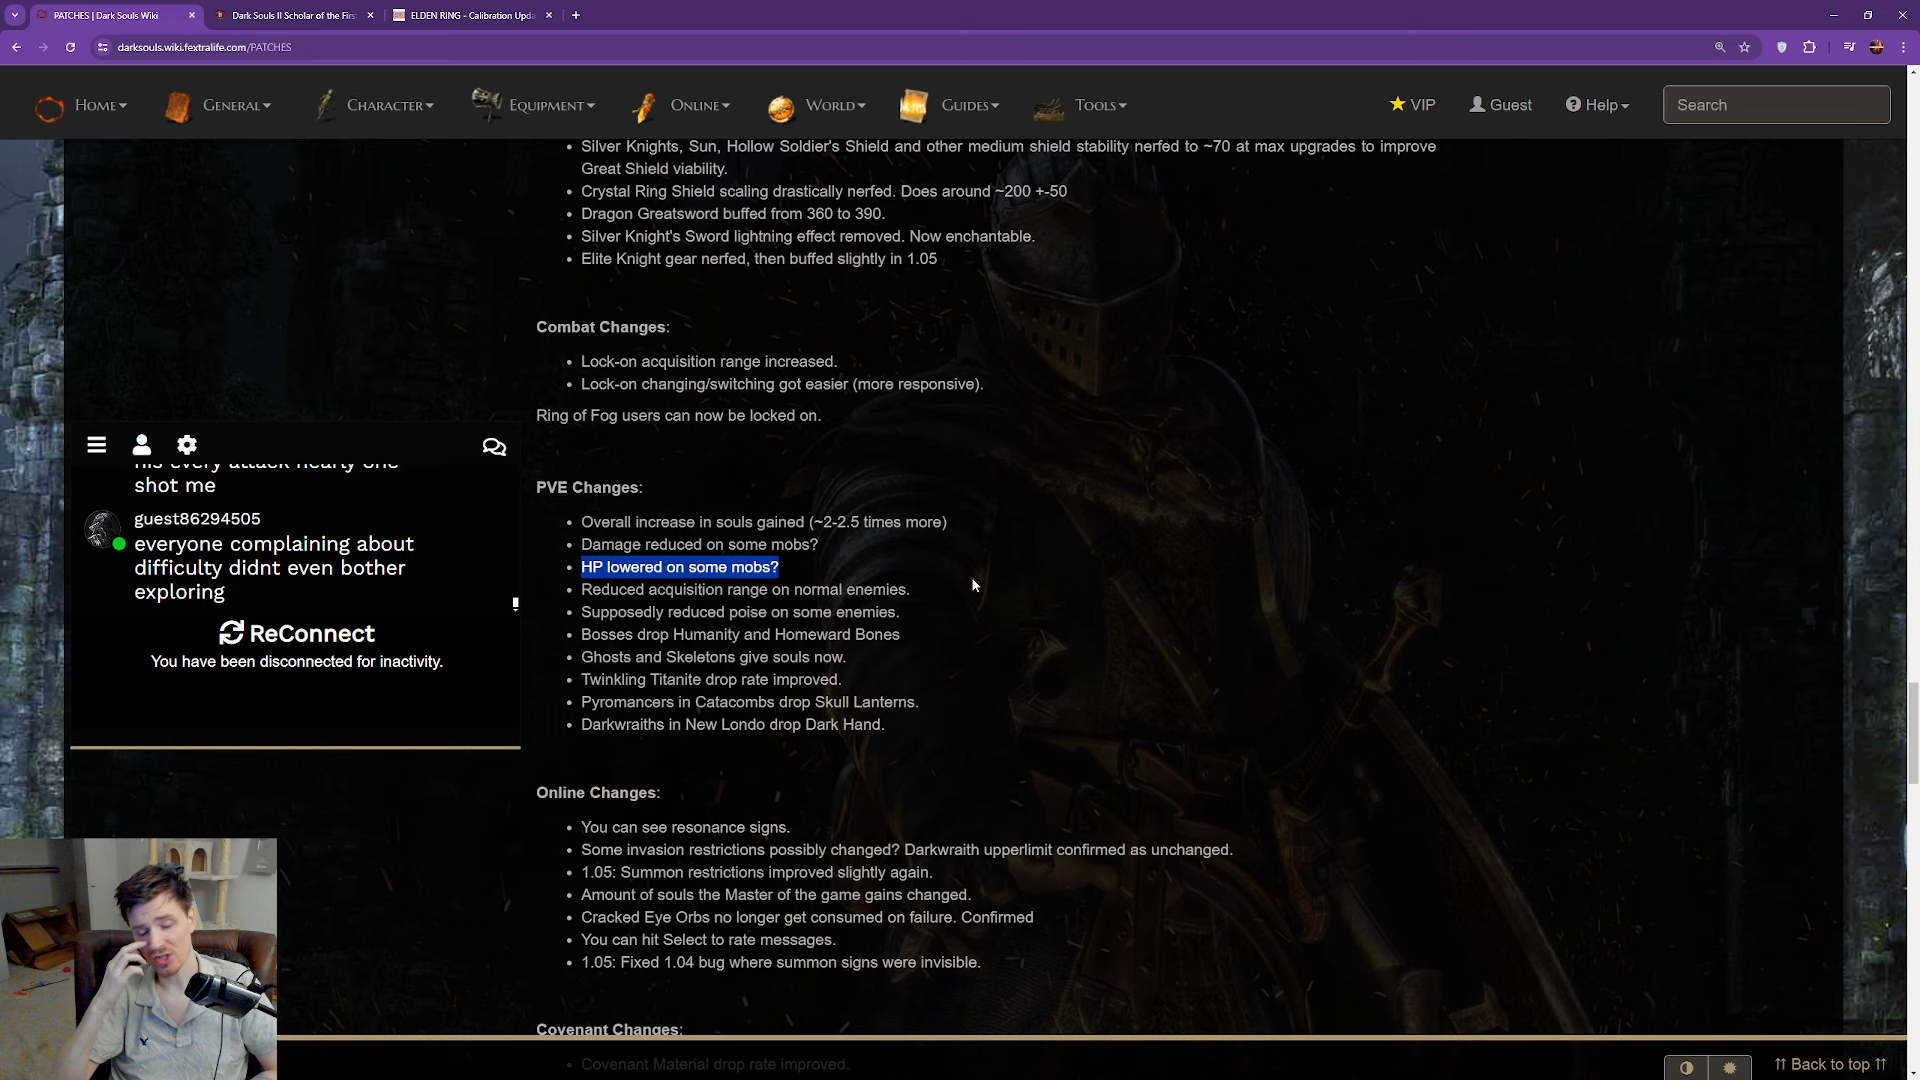 PATCHES | Dark Souls Wiki
Dark Souls II Scholar of the Firs
ELDEN RING - Calibration Upda
darksouls.wiki.fextralife.com/PATCHES
HOME
GENERAL
CHARACTER
EQUIPMENT
ONLINE
WORLD
GUIDES
TOOLS
VIP
Guest
Help
Search
• Silver Knights, Sun, Hollow Soldier's Shield and other medium shield stability nerfed to ~70 at max upgrades to improve
Great Shield viability.
• Crystal Ring Shield scaling drastically nerfed. Does around ~200 +-50
• Dragon Greatsword buffed from 360 to 390.
• Silver Knight's Sword lightning effect removed. Now enchantable.
• Elite Knight gear nerfed, then buffed slightly in 1.05
Combat Changes:
• Lock-on acquisition range increased.
• Lock-on changing/switching got easier (more responsive).
Ring of Fog users can now be locked on.
PVE Changes:
• Overall increase in souls gained (~2-2.5 times more)
• Damage reduced on some mobs?
• HP lowered on some mobs?
• Reduced acquisition range on normal enemies.
• Supposedly reduced poise on some enemies.
• Bosses drop Humanity and Homeward Bones
• Ghosts and Skeletons give souls now.
• Twinkling Titanite drop rate improved.
• Pyromancers in Catacombs drop Skull Lanterns.
• Darkwraiths in New Londo drop Dark Hand.
Online Changes:
• You can see resonance signs.
• Some invasion restrictions possibly changed? Darkwraith upperlimit confirmed as unchanged.
• 1.05: Summon restrictions improved slightly again.
• Amount of souls the Master of the game gains changed.
• Cracked Eye Orbs no longer get consumed on failure. Confirmed
• You can hit Select to rate messages.
• 1.05: Fixed 1.04 bug where summon signs were invisible.
Covenant Changes:
• Covenant Material drop rate improved.
his every attack nearly one
shot me
guest86294505
everyone complaining about
difficulty didnt even bother
exploring
ReConnect
You have been disconnected for inactivity.
⇈ Back to top ⇈